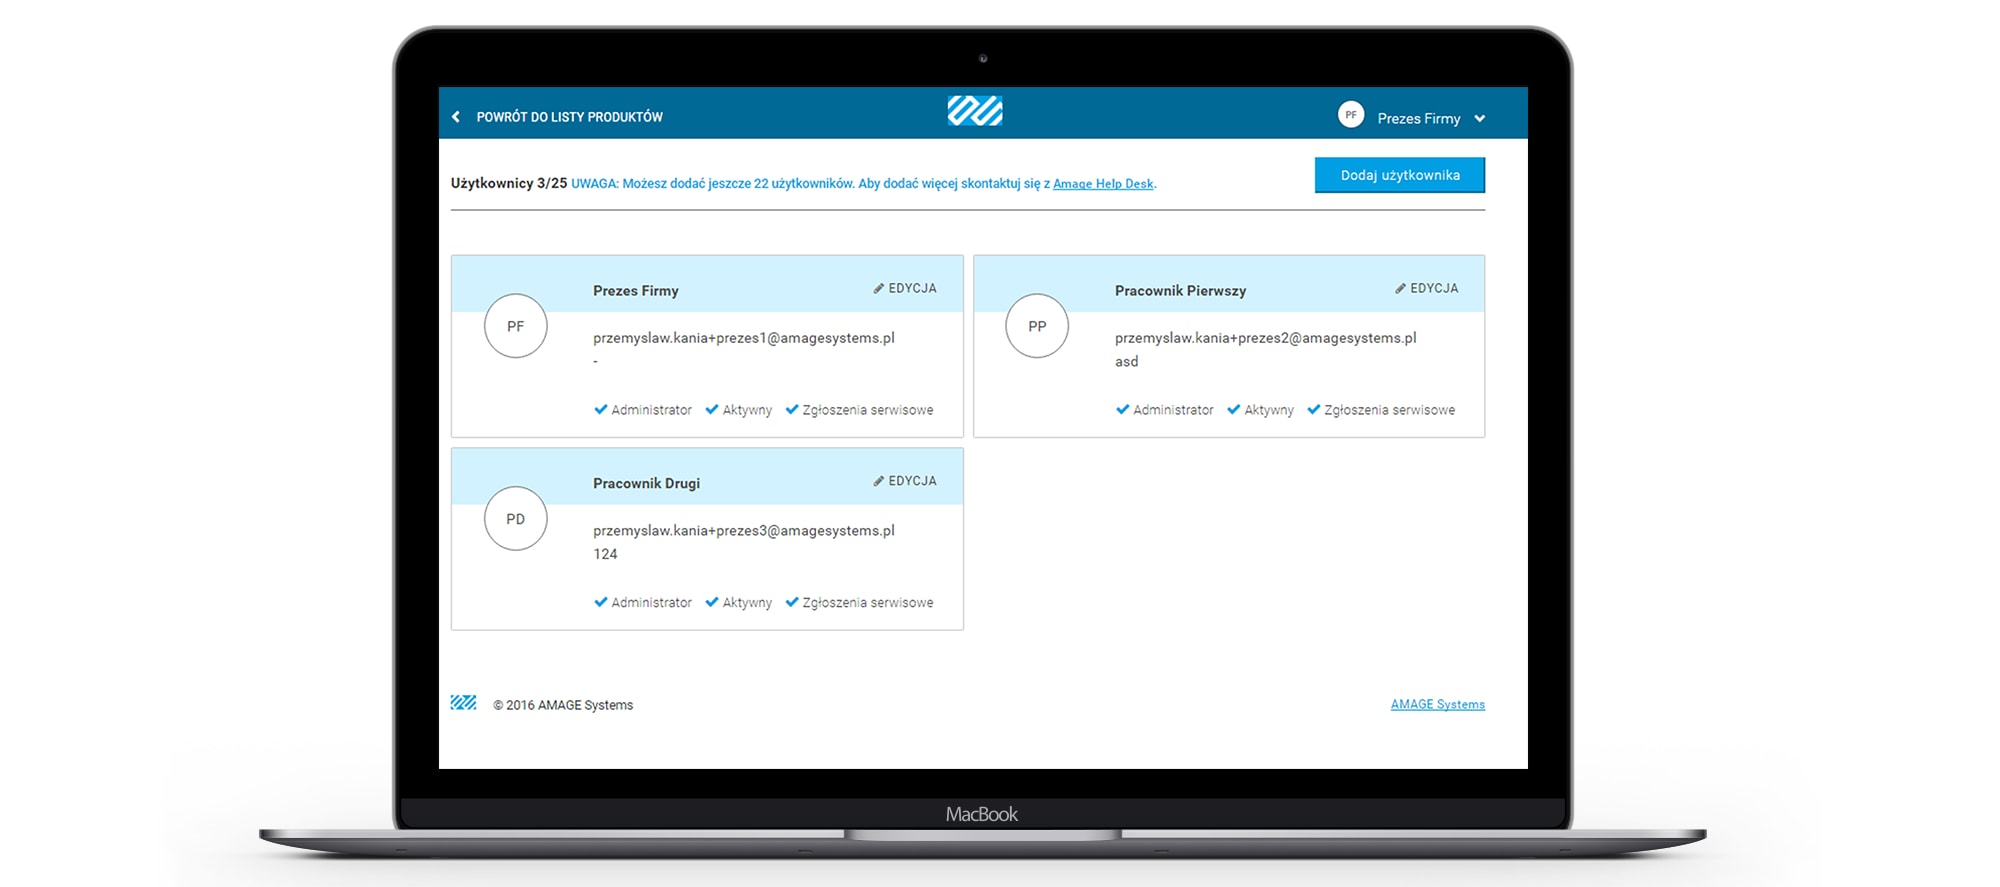 POWRÓT DO LISTY PRODUKTÓW
PF Prezes Firmy
Użytkownicy 3/25 UWAGA: Możesz dodać jeszcze 22 użytkowników. Aby dodać więcej skontaktuj się z Amage Help Desk.
Dodaj użytkownika
Prezes Firmy
EDYCJA
PF
przemyslaw.kania+prezes1@amagesystems.pl
-
Administrator Aktywny Zgłoszenia serwisowe
Pracownik Pierwszy
EDYCJA
PP
przemyslaw.kania+prezes2@amagesystems.pl
asd
Administrator Aktywny Zgłoszenia serwisowe
Pracownik Drugi
EDYCJA
PD
przemyslaw.kania+prezes3@amagesystems.pl
124
Administrator Aktywny Zgłoszenia serwisowe
© 2016 AMAGE Systems
AMAGE Systems
MacBook